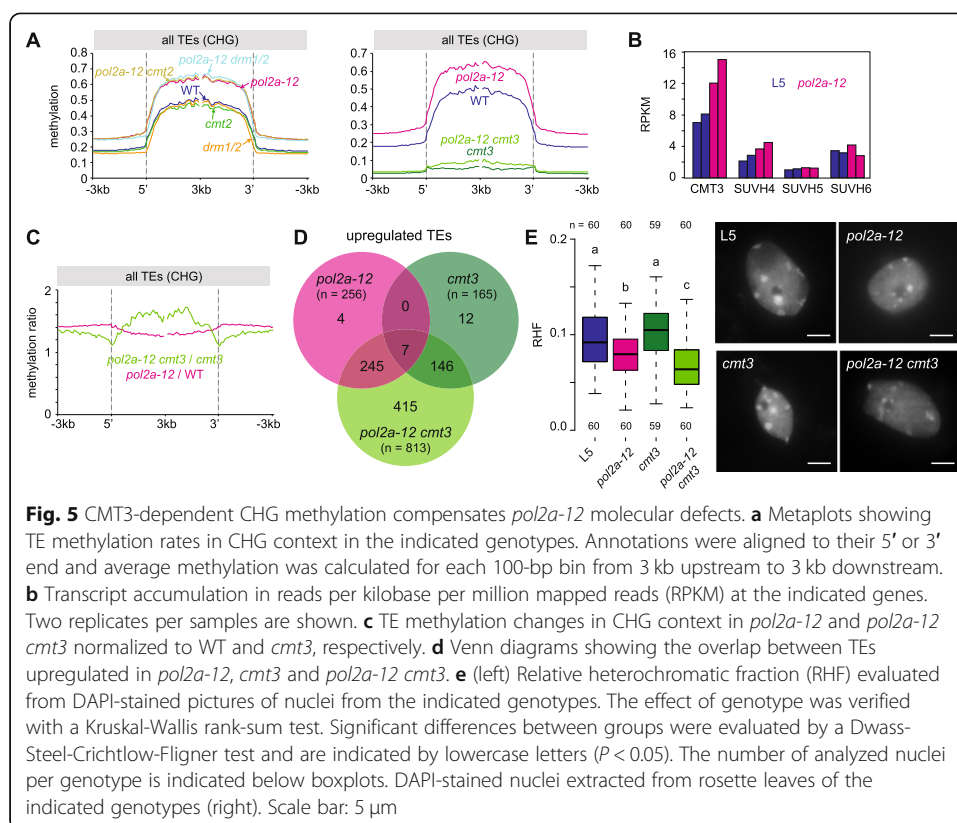 A
all TEs (CHG)
methylation
0.8
0.7
0.6
0.5
0.4
0.3
0.2
0.1
0
pol2a-12 drm1/2
pol2a-12 cmt2
pol2a-12
WT
cmt2
drm1/2
-3kb 5' 3kb 3' -3kb
all TEs (CHG)
0.7
0.6
0.5
0.4
0.3
0.2
0.1
0
pol2a-12
WT
pol2a-12 cmt3
cmt3
-3kb 5' 3kb 3' -3kb
B
RPKM
16
12
8
4
0
L5 pol2a-12
CMT3 SUVH4 SUVH5 SUVH6
C
all TEs (CHG)
methylation ratio
2
1
0
pol2a-12 cmt3 / cmt3
pol2a-12 / WT
-3kb 5' 3kb 3' -3kb
D
upregulated TEs
pol2a-12
(n = 256)
cmt3
(n = 165)
0
4
12
7
245
146
415
pol2a-12 cmt3
(n = 813)
E
n = 60 60 59 60
RHF
0.2
0.1
0.0
a
b
a
c
60 60 59 60
L5
pol2a-12
cmt3
pol2a-12
cmt3
L5
pol2a-12
cmt3
pol2a-12 cmt3
Fig. 5 CMT3-dependent CHG methylation compensates pol2a-12 molecular defects. a Metaplots showing
TE methylation rates in CHG context in the indicated genotypes. Annotations were aligned to their 5′ or 3′
end and average methylation was calculated for each 100-bp bin from 3 kb upstream to 3 kb downstream.
b Transcript accumulation in reads per kilobase per million mapped reads (RPKM) at the indicated genes.
Two replicates per samples are shown. c TE methylation changes in CHG context in pol2a-12 and pol2a-12
cmt3 normalized to WT and cmt3, respectively. d Venn diagrams showing the overlap between TEs
upregulated in pol2a-12, cmt3 and pol2a-12 cmt3. e (left) Relative heterochromatic fraction (RHF) evaluated
from DAPI-stained pictures of nuclei from the indicated genotypes. The effect of genotype was verified
with a Kruskal-Wallis rank-sum test. Significant differences between groups were evaluated by a Dwass-
Steel-Crichtlow-Fligner test and are indicated by lowercase letters (P < 0.05). The number of analyzed nuclei
per genotype is indicated below boxplots. DAPI-stained nuclei extracted from rosette leaves of the
indicated genotypes (right). Scale bar: 5 μm